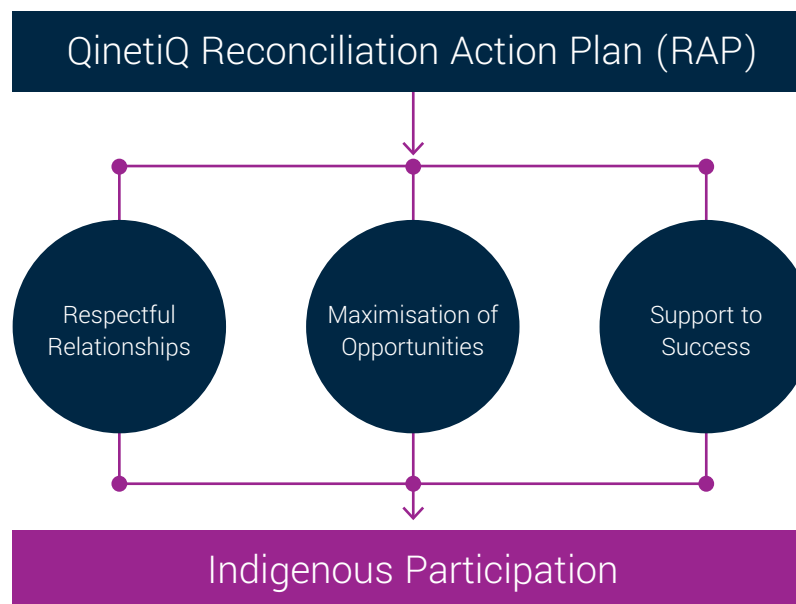 QinetiQ Reconciliation Action Plan (RAP)
Respectful
Relationships
Maximisation of
Opportunities
Support to
Success
Indigenous Participation